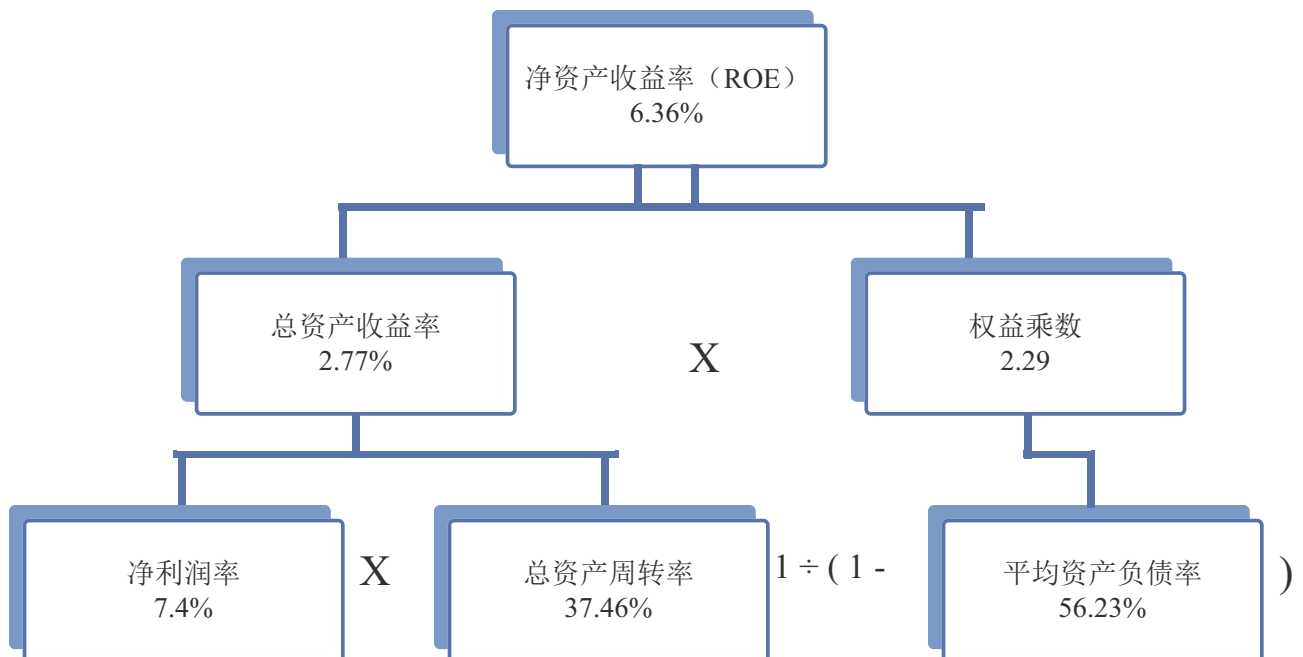 净资产收益率（ROE）
6.36%
总资产收益率
2.77%
X
权益乘数
2.29
净利润率
7.4%
X
总资产周转率
37.46%
1 ÷ ( 1 -
平均资产负债率
56.23%
)